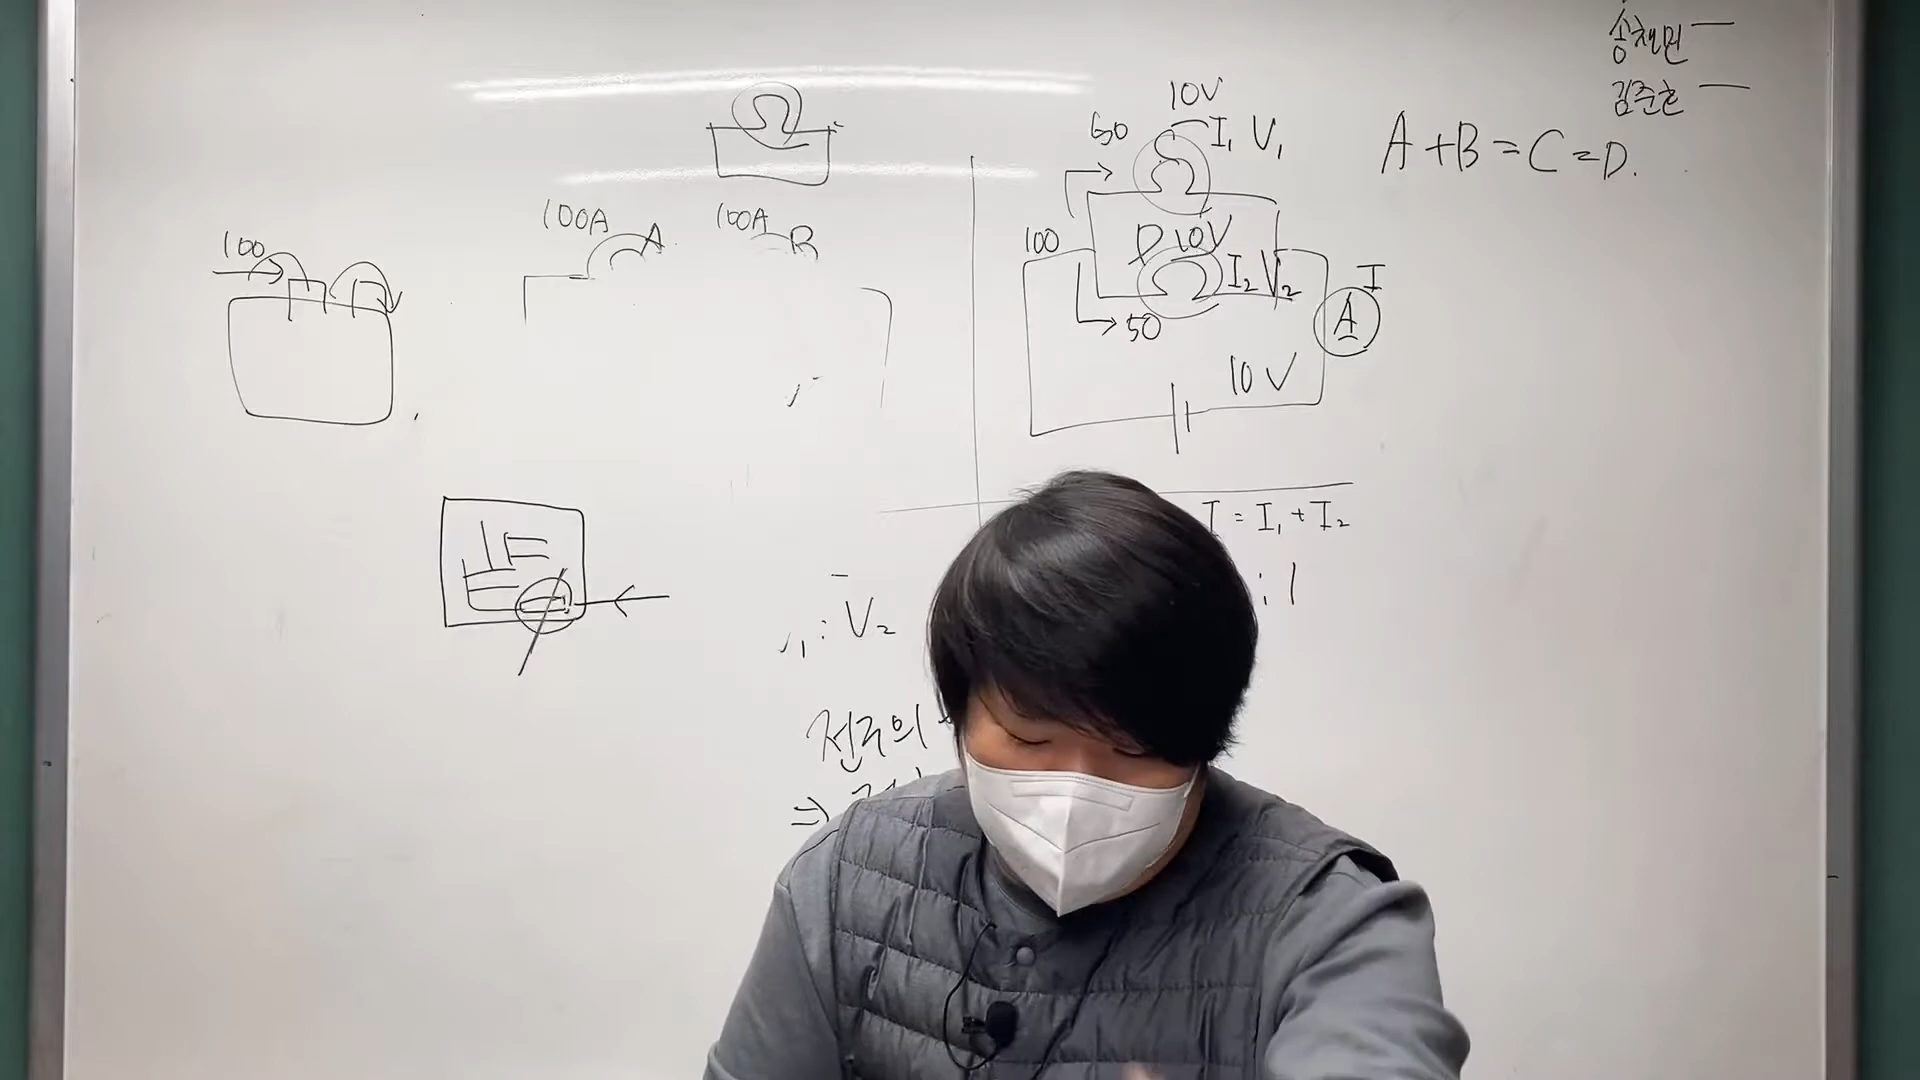 송채민 —
김준호 —
10V
50
I₁ V₁
A + B = C = D.
Ω
100A A
100A B
100
100
D 10V
I₂ V₂
I
A
50
10V
I = I₁ + I₂
: 1
: V₂
전구의
⇒